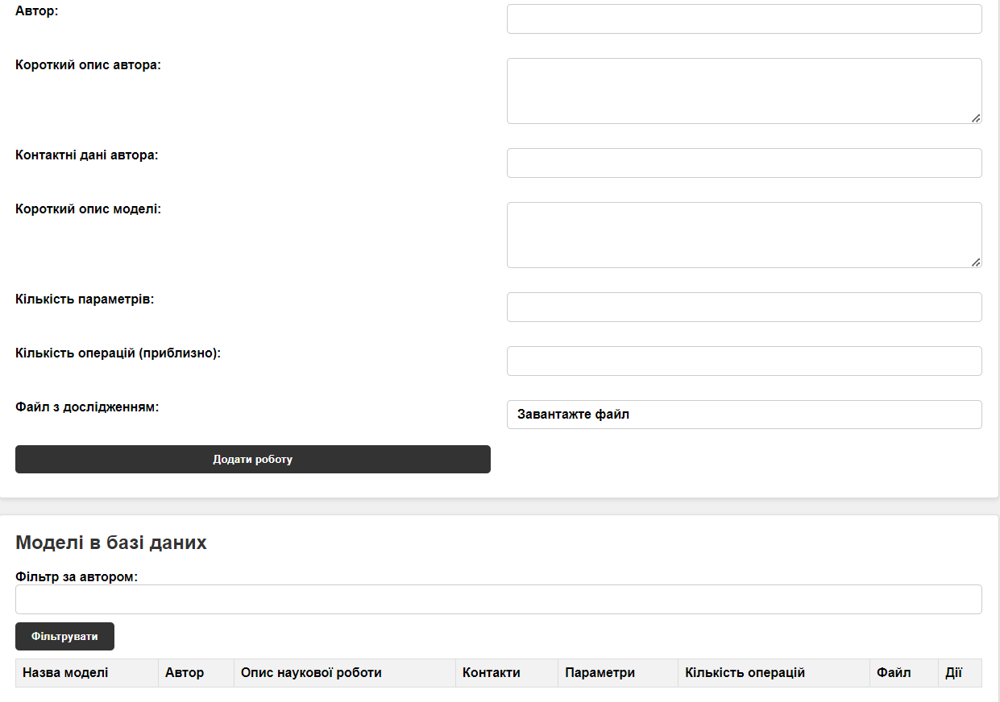 Автор:
Короткий опис автора:
Контактні дані автора:
Короткий опис моделі:
Кількість параметрів:
Кількість операцій (приблизно):
Файл з дослідженням:
Завантажте файл
Додати роботу
Моделі в базі даних
Фільтр за автором:
Фільтрувати
Назва моделі Автор Опис наукової роботи Контакти Параметри Кількість операцій Файл Дії